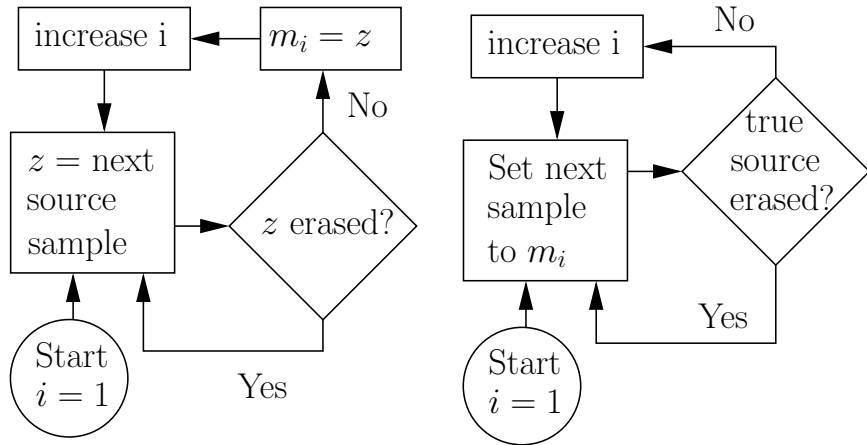 increase i
$m_i = z$
No
$z$ = next
source
sample
$z$ erased?
Start
$i = 1$
Yes
No
increase i
true
source
erased?
Set next
sample
to $m_i$
Yes
Start
$i = 1$